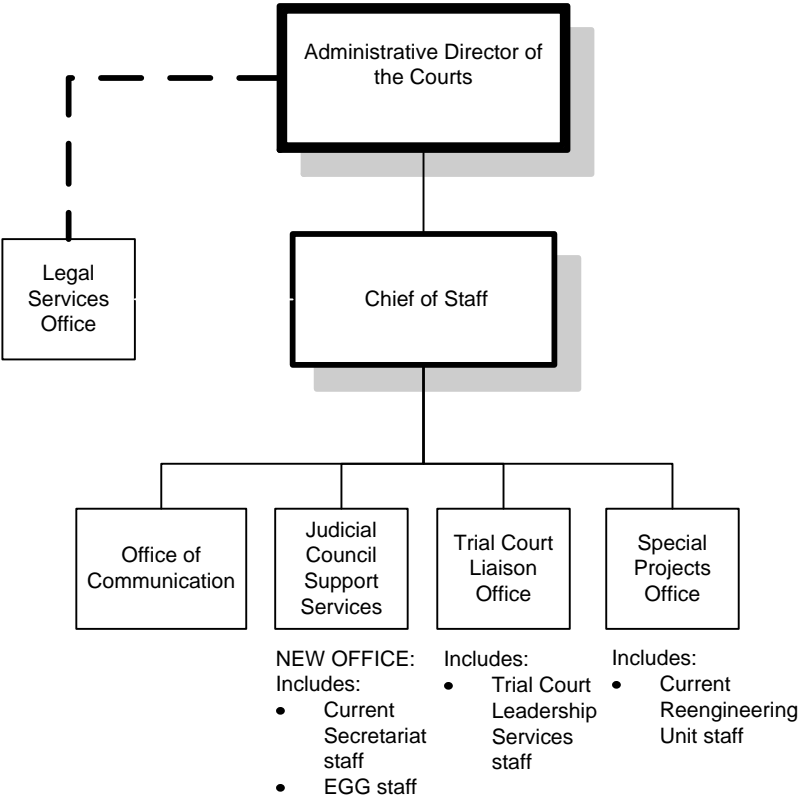 Administrative Director of
the Courts
Legal
Services
Office
Chief of Staff
Office of
Communication
Judicial
Council
Support
Services
Trial Court
Liaison
Office
Special
Projects
Office
NEW OFFICE:
Includes:
• Current
Secretariat
staff
• EGG staff
Includes:
• Trial Court
Leadership
Services
staff
Includes:
• Current
Reengineering
Unit staff